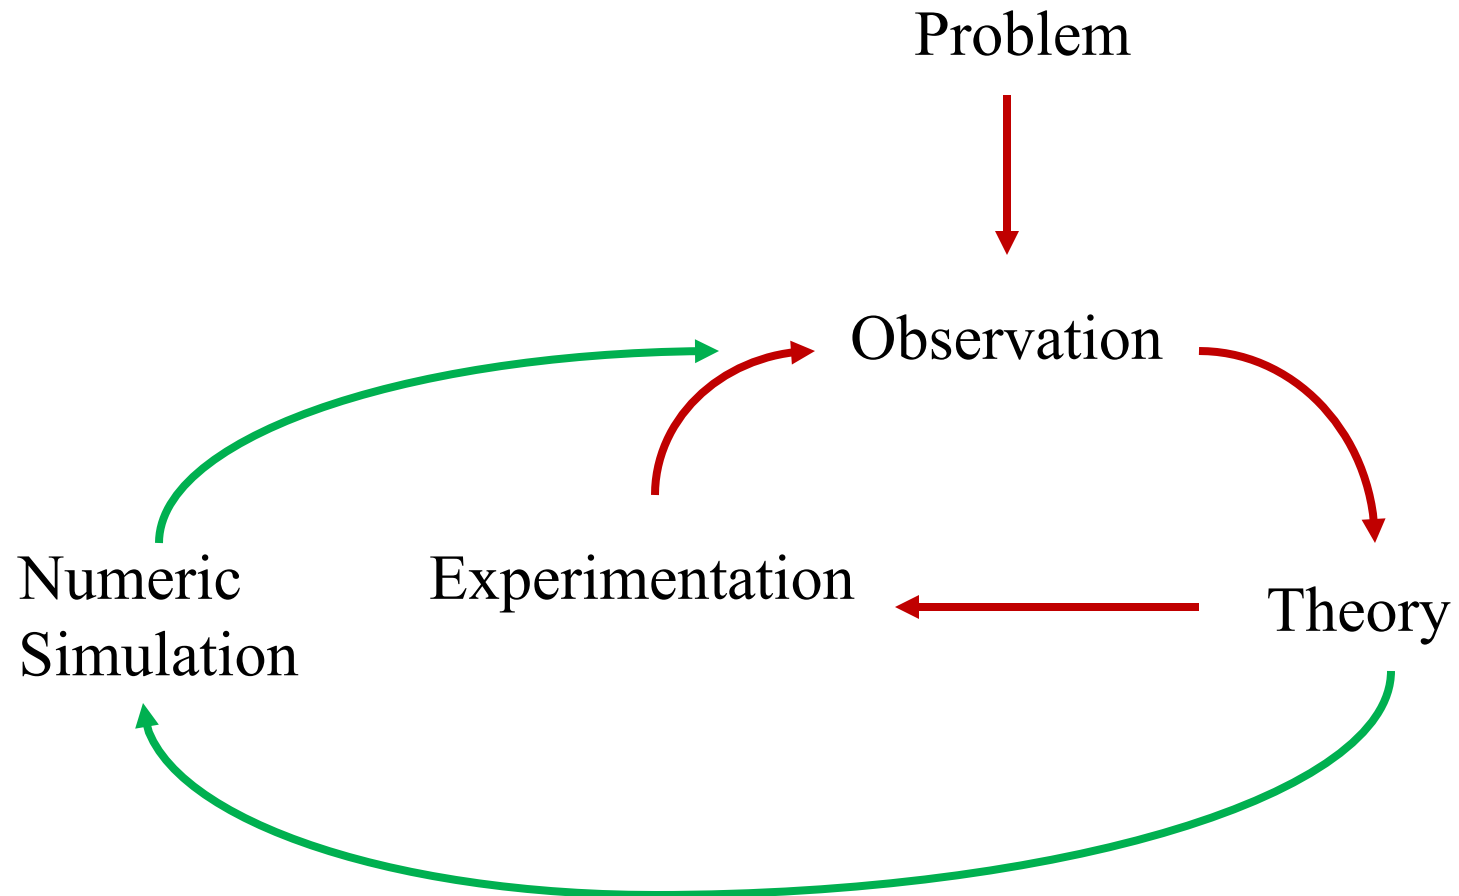 Problem
Observation
Numeric
Simulation
Experimentation
Theory